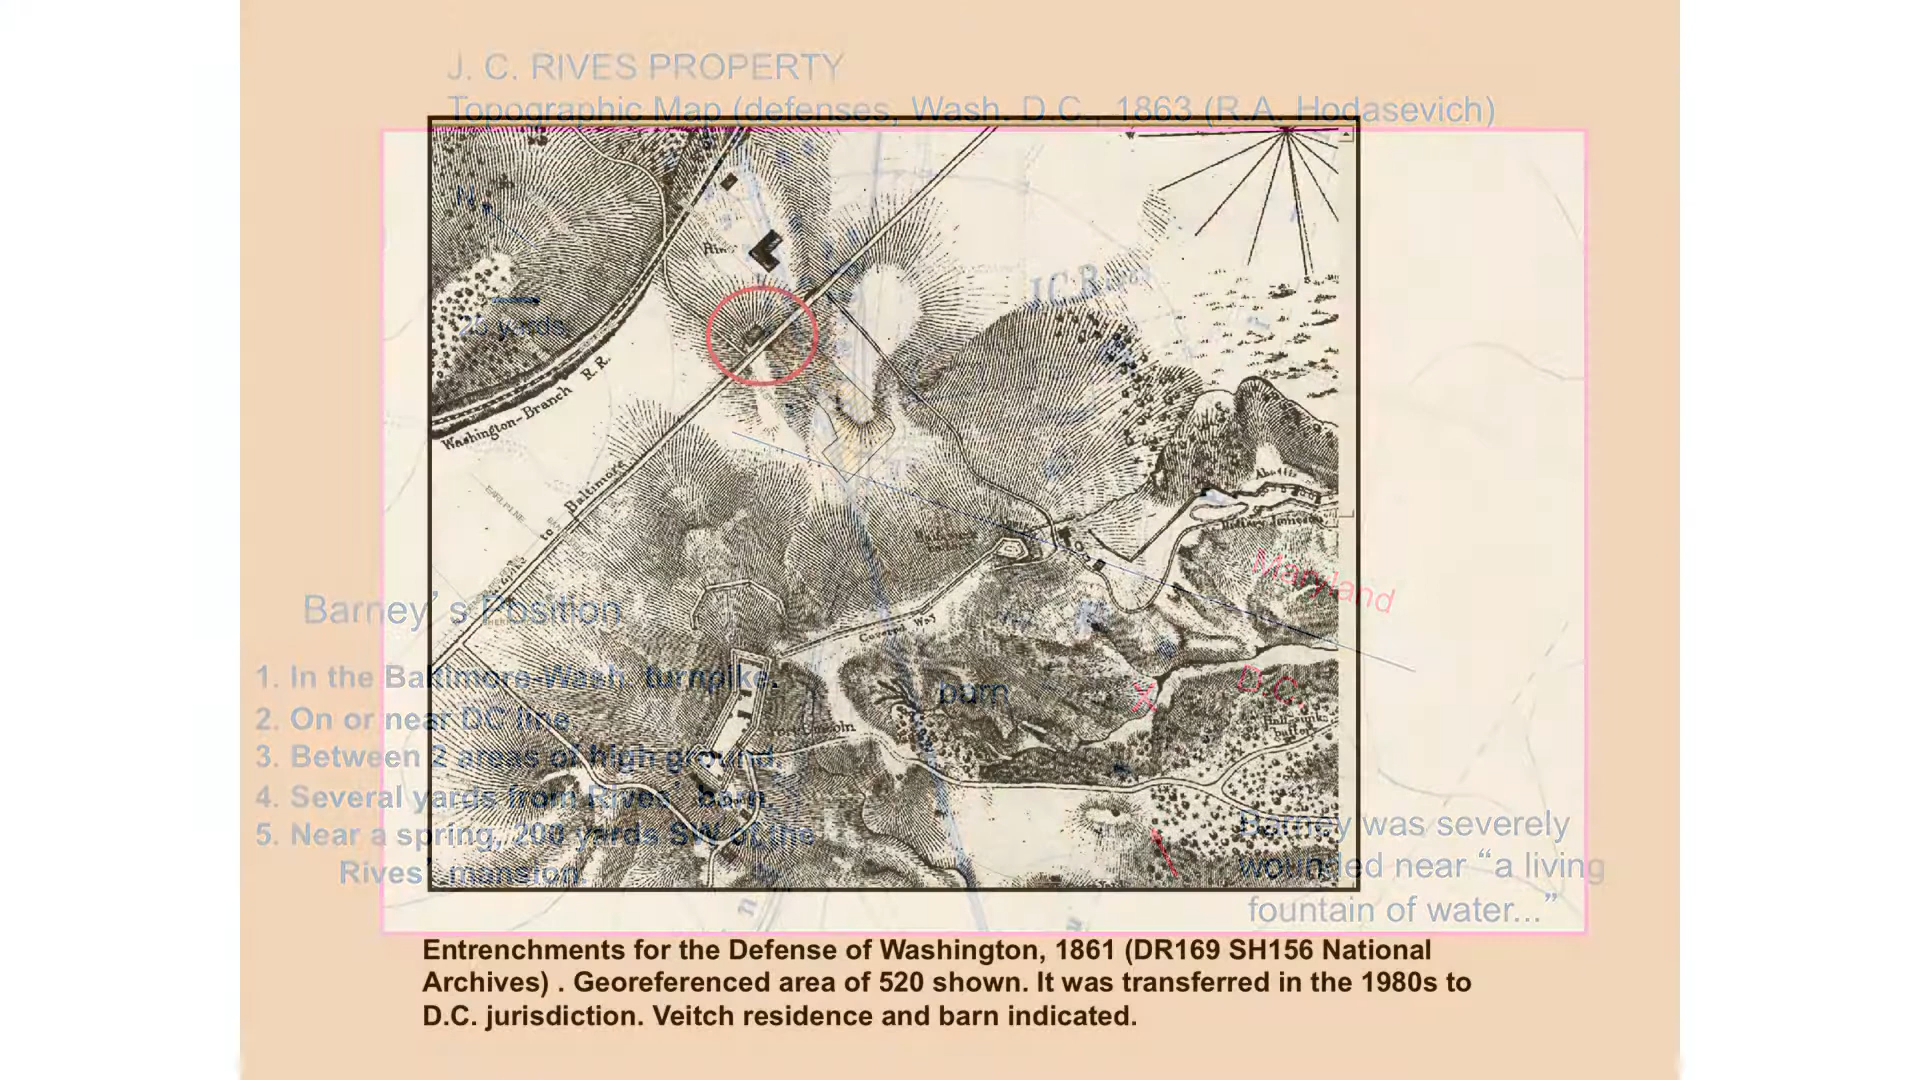 J. C. RIVES PROPERTY
Topographic Map (defenses, Wash. D.C., 1863 (R.A. Hodasevich)
J.C.R
25 yards
Washington-Branch R.R.
to Baltimore
Maryland
Barney’s Position
Covered Way
1. In the Baltimore-Wash. turnpike.
D.C.
burn
2. On or near DC line.
Fort Lincoln
3. Between 2 areas of high ground.
4. Several yards from Rives’ barn.
5. Near a spring, 200 yards SW of the
Rives’ mansion.
Barney was severely
wounded near “a living
fountain of water...”
Entrenchments for the Defense of Washington, 1861 (DR169 SH156 National
Archives) . Georeferenced area of 520 shown. It was transferred in the 1980s to
D.C. jurisdiction. Veitch residence and barn indicated.